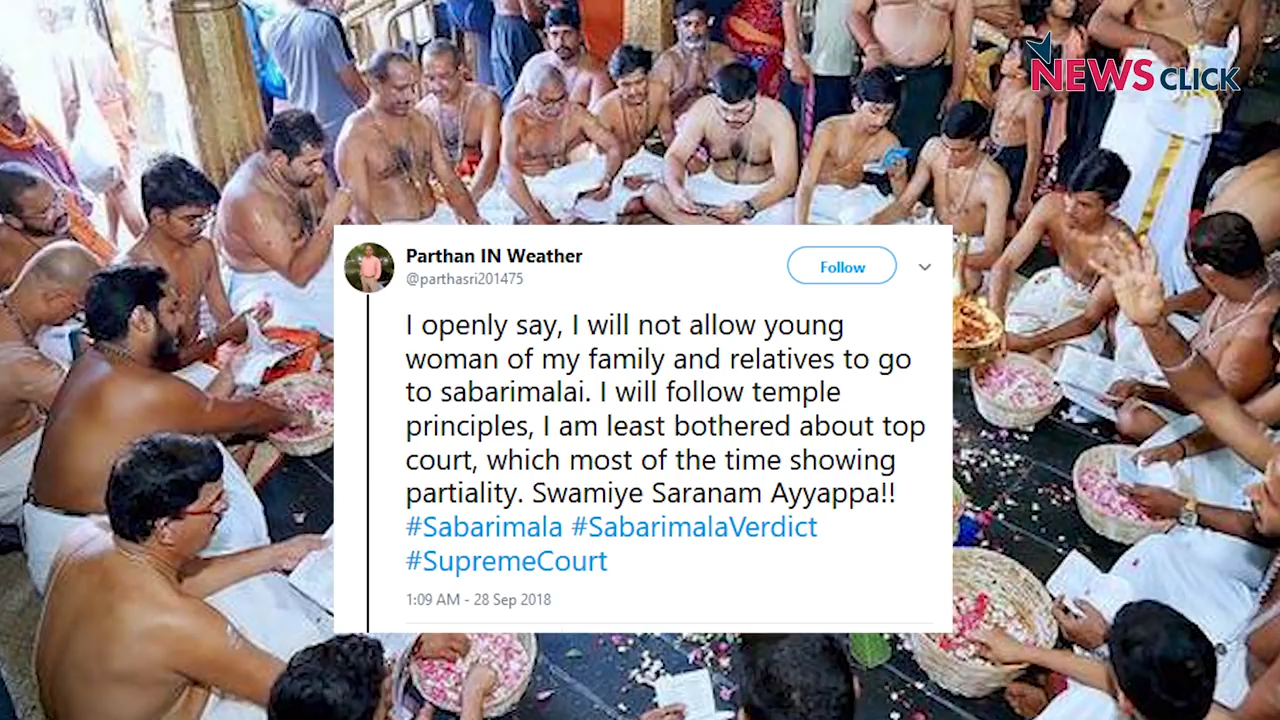 NEWSCLICK
Parthan IN Weather
@parthasri201475
Follow
I openly say, I will not allow young
woman of my family and relatives to go
to sabarimalai. I will follow temple
principles, I am least bothered about top
court, which most of the time showing
partiality. Swamiye Saranam Ayyappa!!
#Sabarimala #SabarimalaVerdict
#SupremeCourt
1:09 AM - 28 Sep 2018